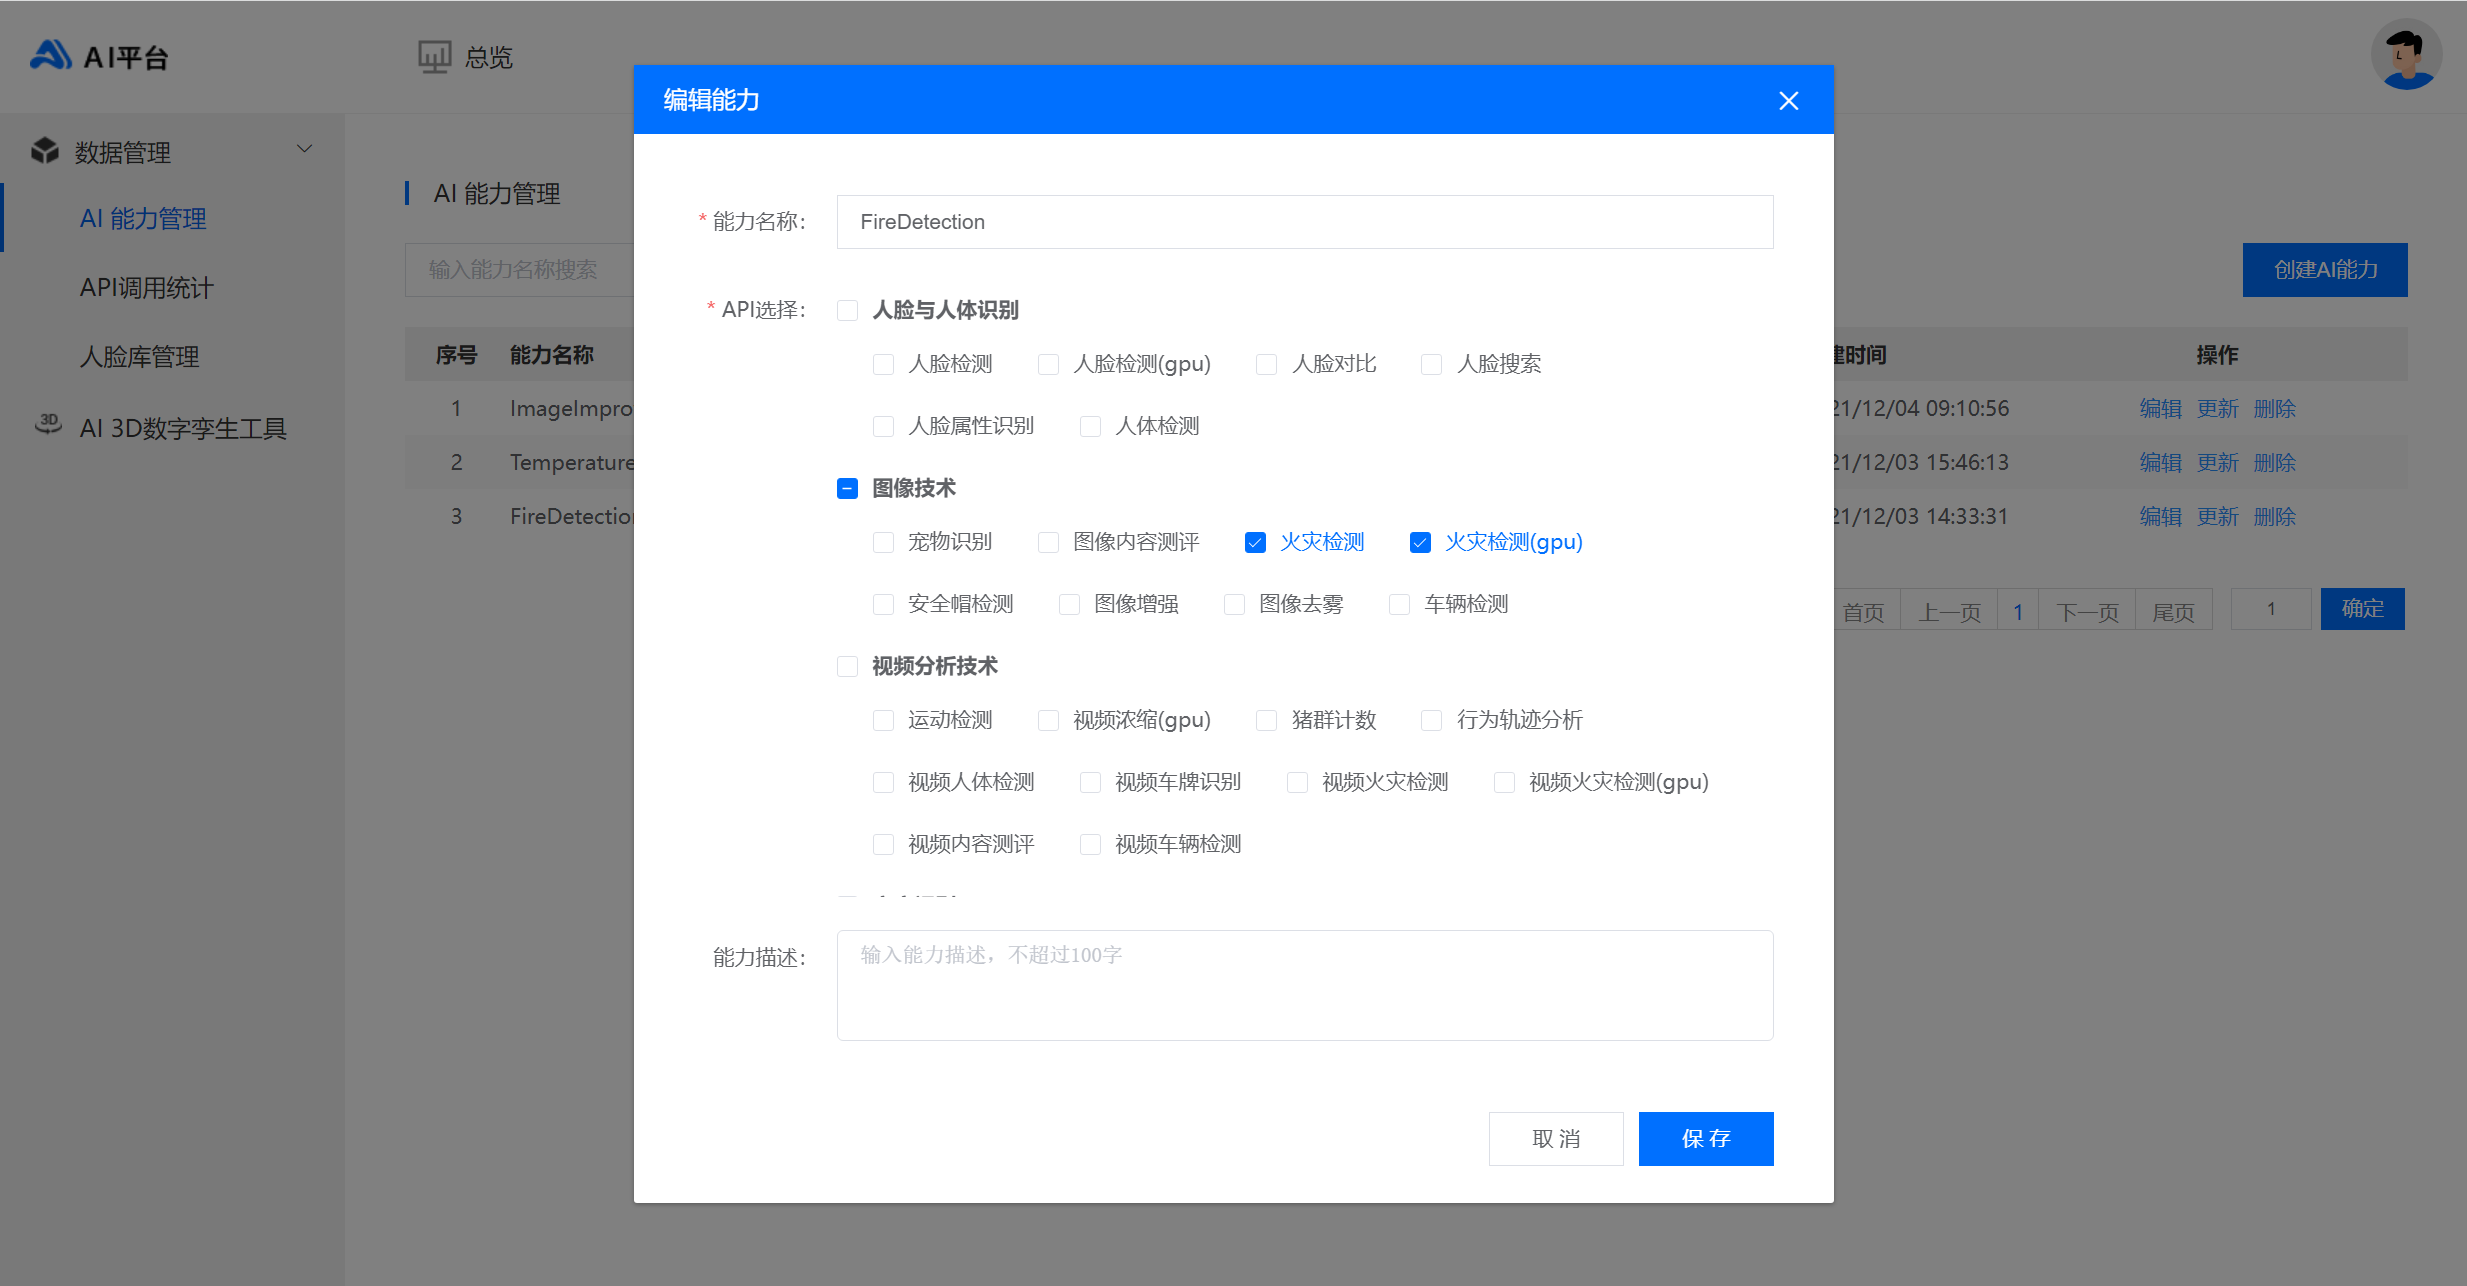 AI平台
总览
数据管理
AI 能力管理
API调用统计
人脸库管理
3D
AI 3D数字孪生工具
AI 能力管理
输入能力名称搜索
创建AI能力
序号 能力名称 建时间 操作
1 ImageImpro 21/12/04 09:10:56 编辑 更新 删除
2 Temperature 21/12/03 15:46:13 编辑 更新 删除
3 FireDetection 21/12/03 14:33:31 编辑 更新 删除
首页 上一页 1 下一页 尾页 1 确定
编辑能力
* 能力名称： FireDetection
* API选择： 人脸与人体识别
人脸检测 人脸检测(gpu) 人脸对比 人脸搜索
人脸属性识别 人体检测
图像技术
宠物识别 图像内容测评 火灾检测 火灾检测(gpu)
安全帽检测 图像增强 图像去雾 车辆检测
视频分析技术
运动检测 视频浓缩(gpu) 猪群计数 行为轨迹分析
视频人体检测 视频车牌识别 视频火灾检测 视频火灾检测(gpu)
视频内容测评 视频车辆检测
能力描述： 输入能力描述，不超过100字
取 消 保 存